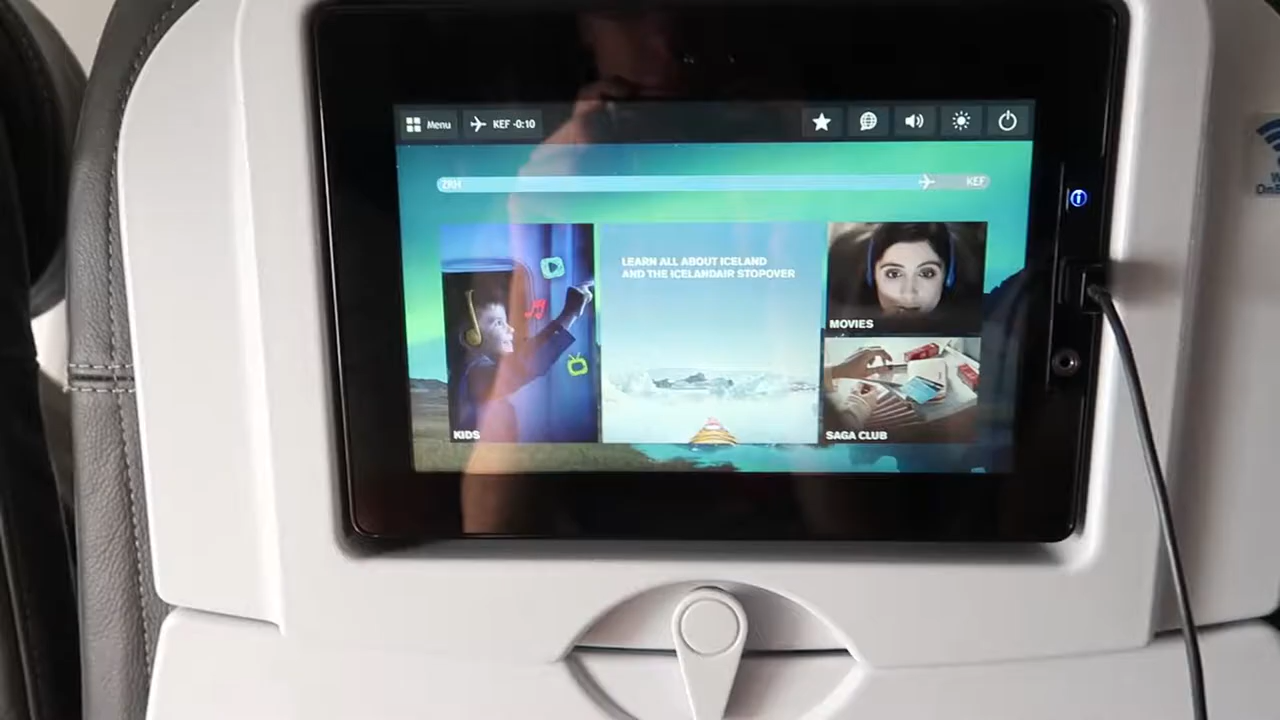 Menu
KEF -0:10
ZRH
KEF
LEARN ALL ABOUT ICELAND
AND THE ICELANDAIR STOPOVER
MOVIES
KIDS
SAGA CLUB